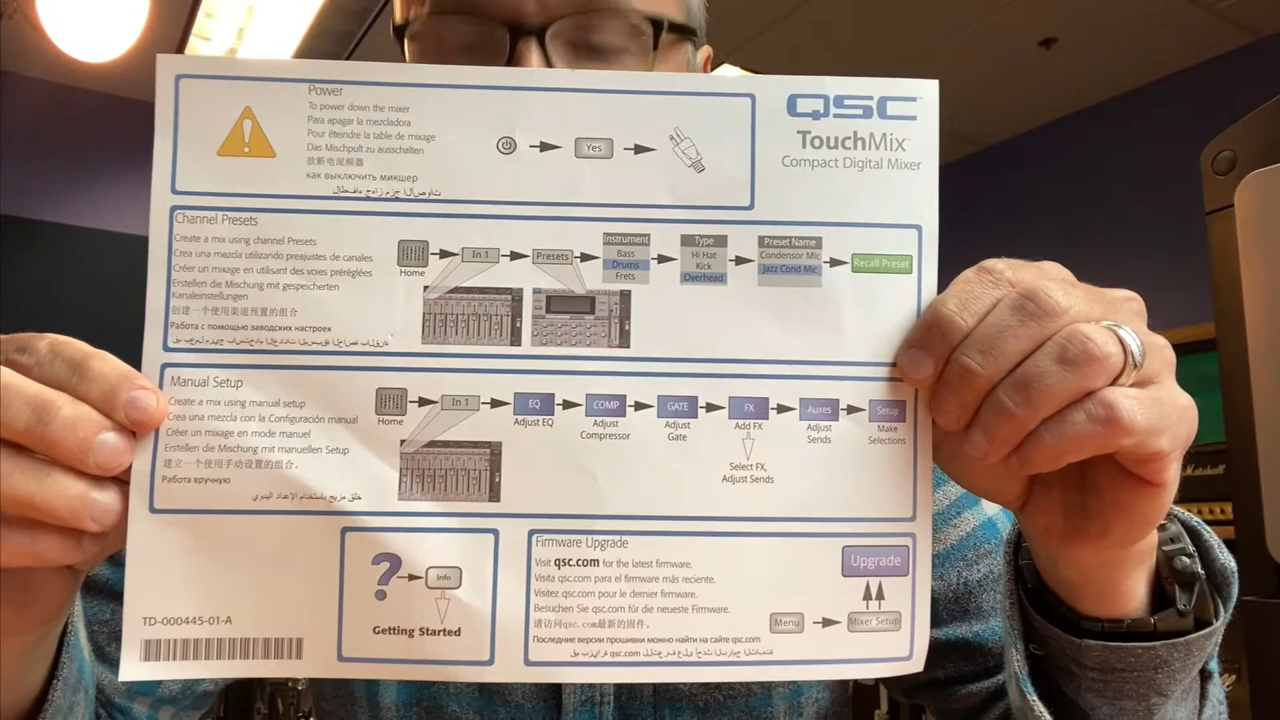 Power
To power down the mixer
Para apagar la mezcladora
Pour éteindre la table de mixage
Das Mischpult zu ausschalten
как выключить микшер
Yes
QSC
TouchMix™
Compact Digital Mixer
Channel Presets
Create a mix using channel Presets
Crea una mezcla utilizando preajustes de canales
Créer un mixage en utilisant des voies préréglées
Erstellen die Mischung mit gespeicherten
Kanaleinstellungen
创建一个使用渠道预置的组合
Работа с помощью заводских настроек
Home
In 1
Presets
Instrument
Bass
Drums
Frets
Type
Hi Hat
Kick
Overhead
Preset Name
Condensor Mic
Jazz Cond Mic
Recall Preset
Manual Setup
Create a mix using manual setup
Crea una mezcla con la Configuración manual
Créer un mixage en mode manuel
Erstellen die Mischung mit manuellen Setup
建立一个使用手动设置的组合。
Работа вручную
خلق مزيج باستخدام الإعداد اليدوي
Home
In 1
EQ
Adjust EQ
COMP
Adjust
Compressor
GATE
Adjust
Gate
FX
Add FX
Select FX,
Adjust Sends
Auxes
Adjust
Sends
Setup
Make
Selections
TD-000445-01-A
?
Info
Getting Started
Firmware Upgrade
Visit qsc.com for the latest firmware.
Visita qsc.com para el firmware más reciente.
Visitez qsc.com pour le dernier firmware.
Besuchen Sie qsc.com für die neueste Firmware.
请访问qsc.com最新的固件。
Последние версии прошивки можно найти на сайте qsc.com
Menu
Mixer Setup
Upgrade
Marshall